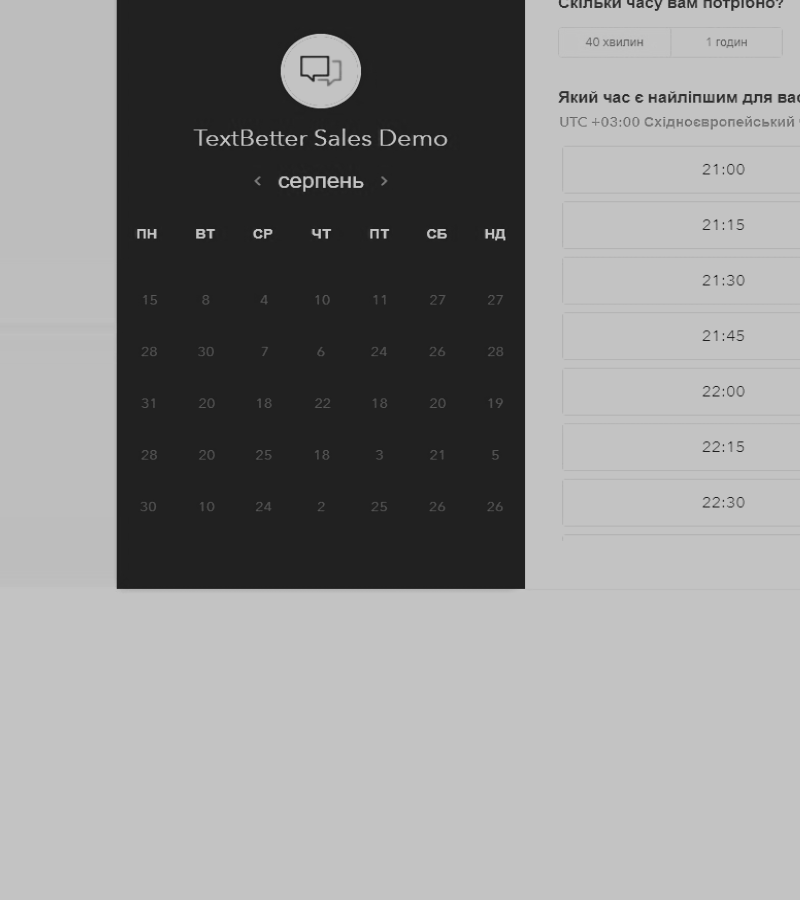 TextBetter Sales Demo
‹ серпень ›
ПН ВТ СР ЧТ ПТ СБ НД
15 8 4 10 11 27 27
28 30 7 6 24 26 28
31 20 18 22 18 20 19
28 20 25 18 3 21 5
30 10 24 2 25 26 26
Скільки часу вам потрібно?
40 хвилин 1 годин
Який час є найліпшим для вас
UTC +03:00 Східноєвропейський
21:00
21:15
21:30
21:45
22:00
22:15
22:30